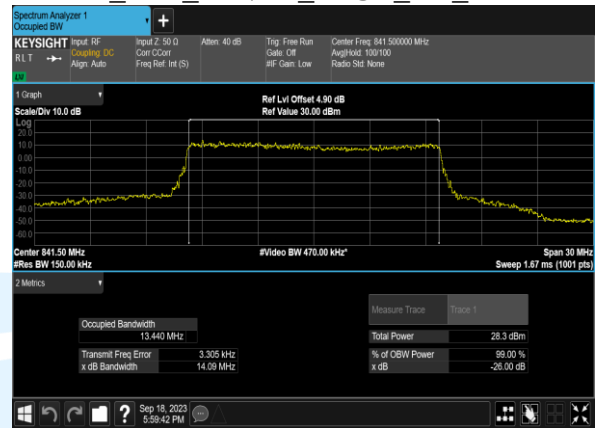 Spectrum Analyzer 1
Occupied BW
+
KEYSIGHT Input: RF Input Z: 50 Ω Atten: 40 dB Trig: Free Run Center Freq: 841.500000 MHz
RLT Coupling: DC Corr CCorr Gate: Off Avg|Hold: 100/100
Align: Auto Freq Ref: Int (S) #IF Gain: Low Radio Std: None
LV
1 Graph
Ref Lvl Offset 4.90 dB
Scale/Div 10.0 dB Ref Value 30.00 dBm
Log
20.0
10.0
0.00
-10.0
-20.0
-30.0
-40.0
-50.0
-60.0
Center 841.50 MHz #Video BW 470.00 kHz* Span 30 MHz
#Res BW 150.00 kHz Sweep 1.67 ms (1001 pts)
2 Metrics
Measure Trace Trace 1
Occupied Bandwidth
13.440 MHz Total Power 28.3 dBm
Transmit Freq Error 3.305 kHz % of OBW Power 99.00 %
x dB Bandwidth 14.09 MHz x dB -26.00 dB
? Sep 18, 2023
5:59:42 PM